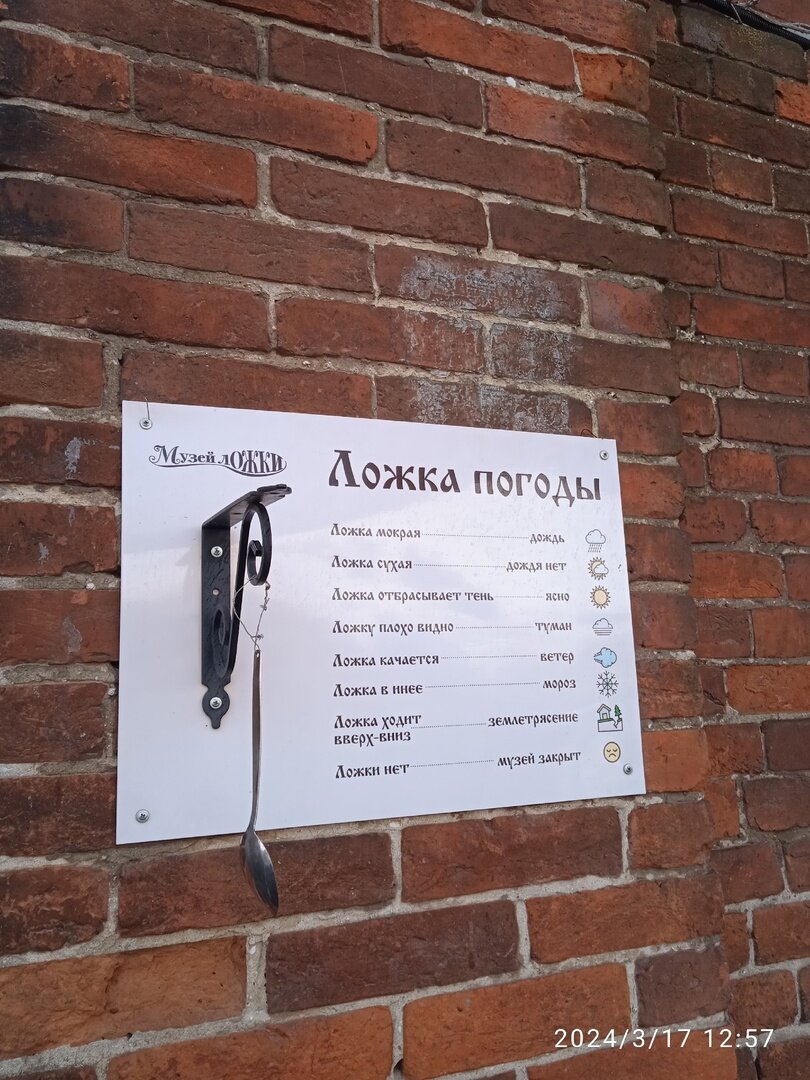 Музей лОЖКИ
Ложка погоды
Ложка мокрая дождь
Ложка сухая дождя нет
Ложка отбрасывает тень ясно
Ложку плохо видно туман
Ложка качается ветер
Ложка в инее мороз
Ложка ходит землетрясение
вверх-вниз
Ложки нет музей закрыт
2024/3/17 12:57